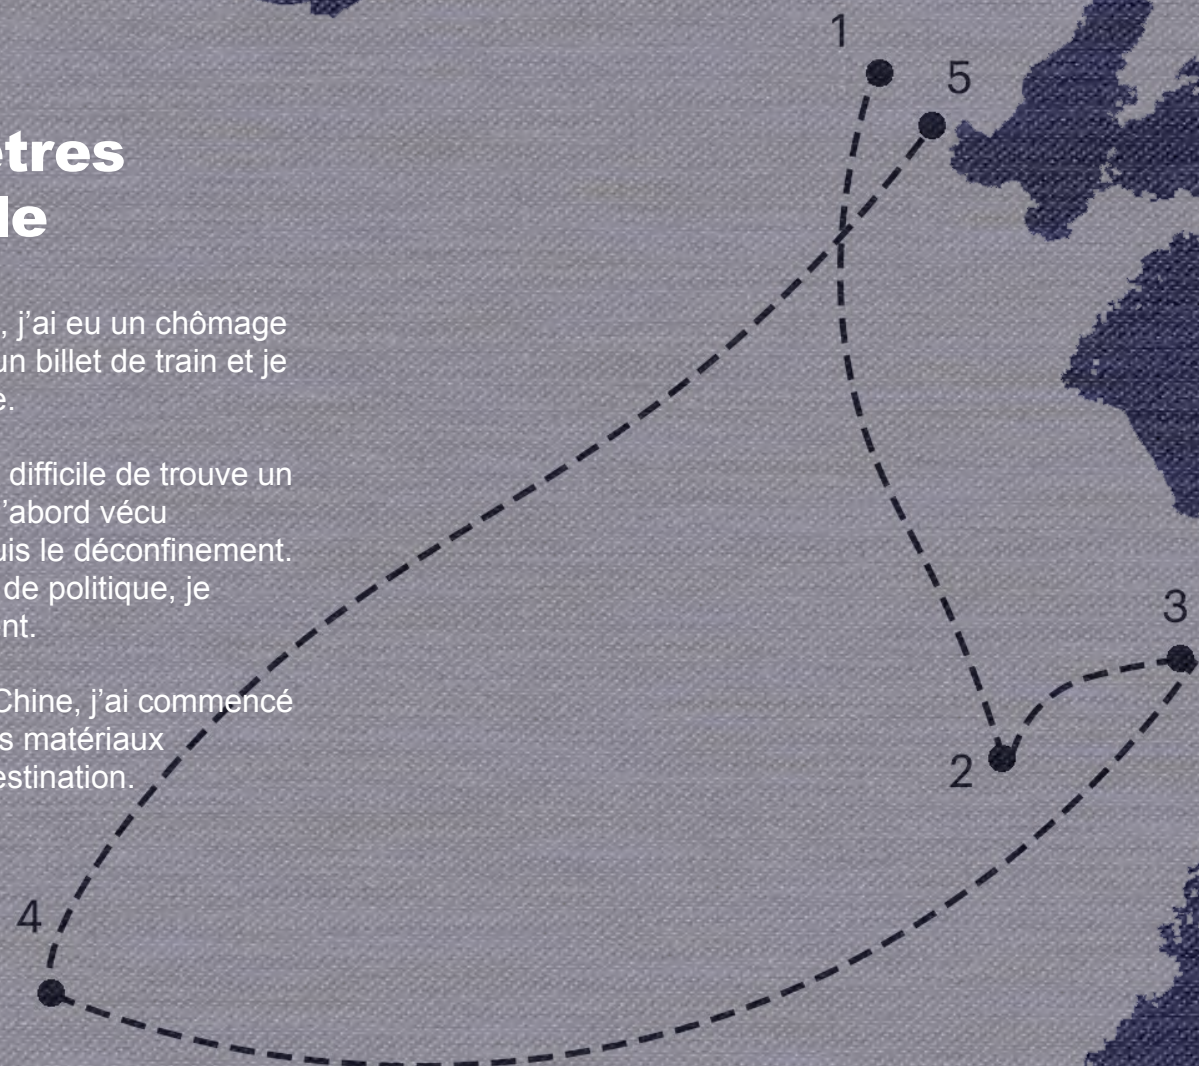 1
5
tres
le
, j’ai eu un chômage
un billet de train et je
e.
difficile de trouve un
’abord vécu
uis le déconfinement.
de politique, je
nt.
3
Chine, j’ai commencé
s matériaux
2
estination.
4